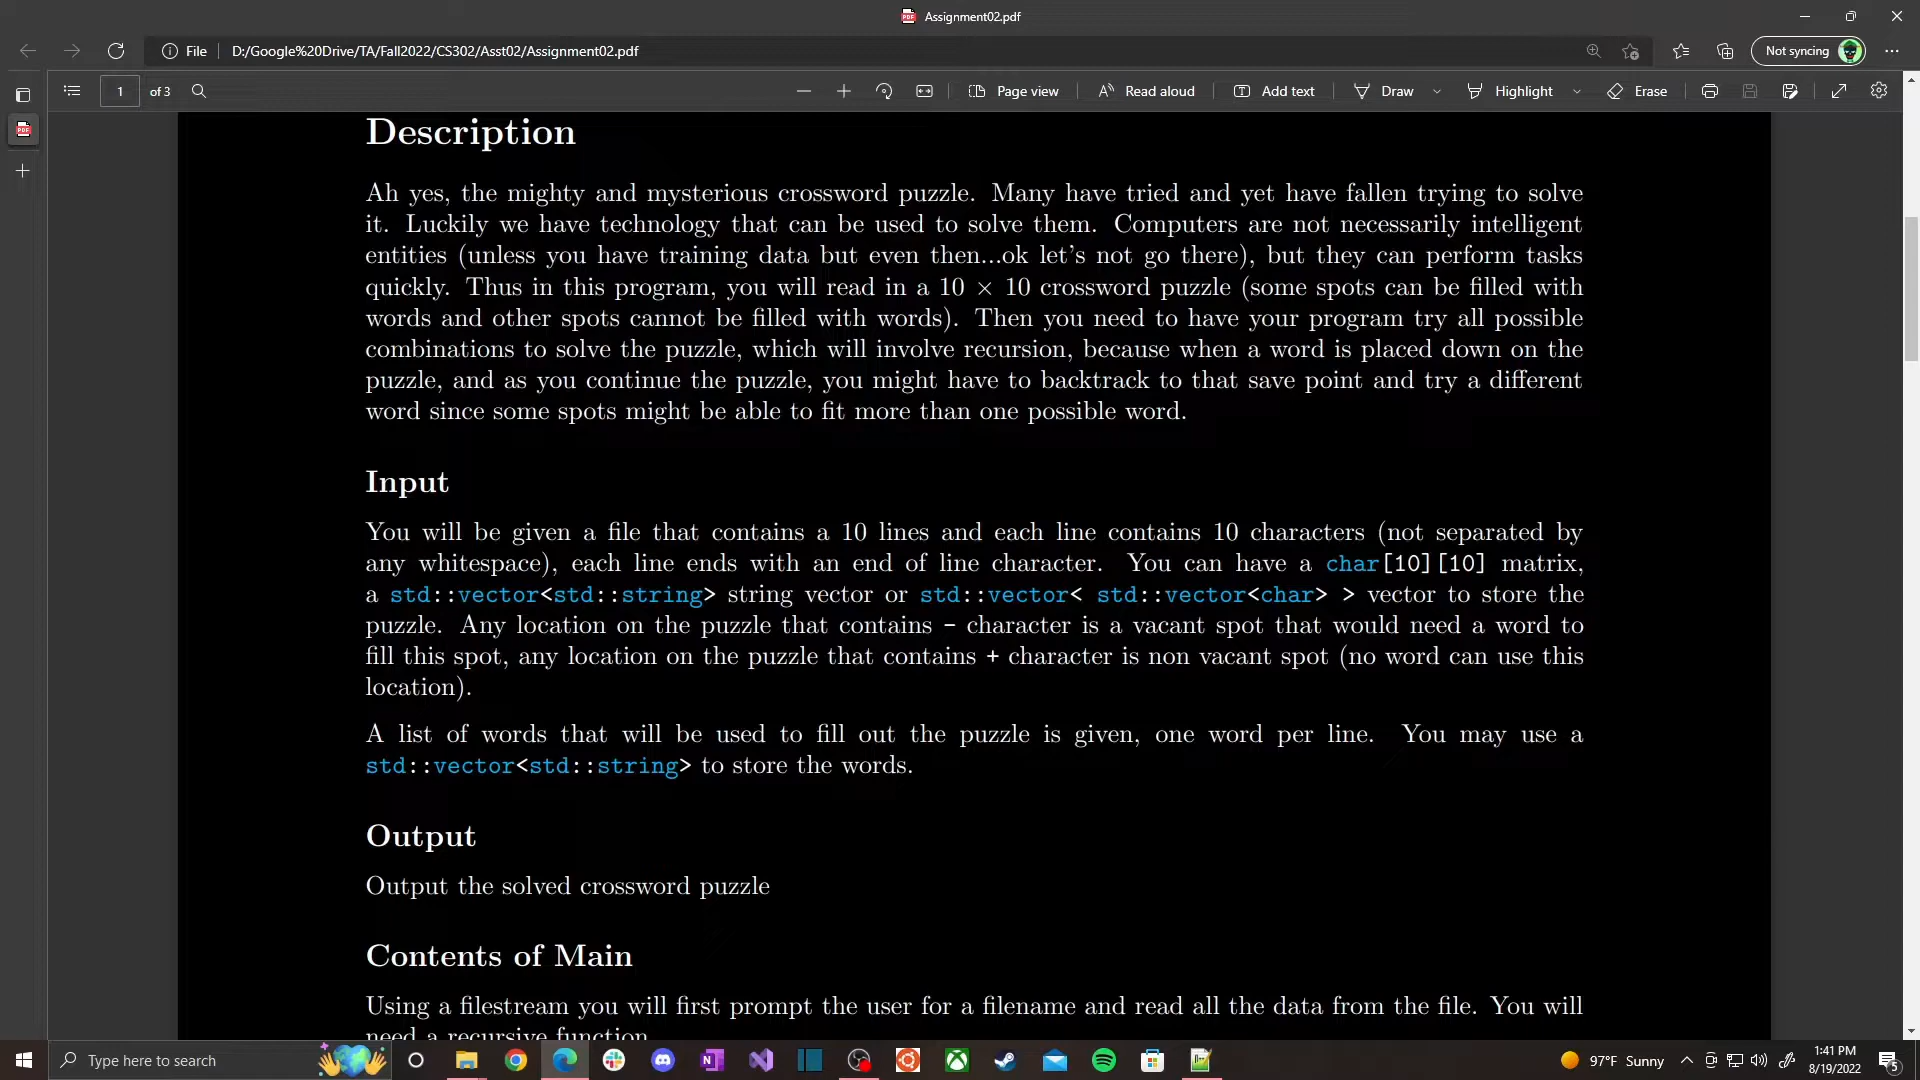 Assignment02.pdf
File D:/Google%20Drive/TA/Fall2022/CS302/Asst02/Assignment02.pdf Not syncing
1 of 3 Page view Read aloud Add text Draw Highlight Erase
Description
Ah yes, the mighty and mysterious crossword puzzle. Many have tried and yet have fallen trying to solve
it. Luckily we have technology that can be used to solve them. Computers are not necessarily intelligent
entities (unless you have training data but even then...ok let's not go there), but they can perform tasks
quickly. Thus in this program, you will read in a 10 × 10 crossword puzzle (some spots can be filled with
words and other spots cannot be filled with words). Then you need to have your program try all possible
combinations to solve the puzzle, which will involve recursion, because when a word is placed down on the
puzzle, and as you continue the puzzle, you might have to backtrack to that save point and try a different
word since some spots might be able to fit more than one possible word.
Input
You will be given a file that contains a 10 lines and each line contains 10 characters (not separated by
any whitespace), each line ends with an end of line character. You can have a char[10][10] matrix,
a std::vector<std::string> string vector or std::vector< std::vector<char> > vector to store the
puzzle. Any location on the puzzle that contains - character is a vacant spot that would need a word to
fill this spot, any location on the puzzle that contains + character is non vacant spot (no word can use this
location).
A list of words that will be used to fill out the puzzle is given, one word per line. You may use a
std::vector<std::string> to store the words.
Output
Output the solved crossword puzzle
Contents of Main
Using a filestream you will first prompt the user for a filename and read all the data from the file. You will
need a recursive function
Type here to search 97°F Sunny 1:41 PM
8/19/2022 5